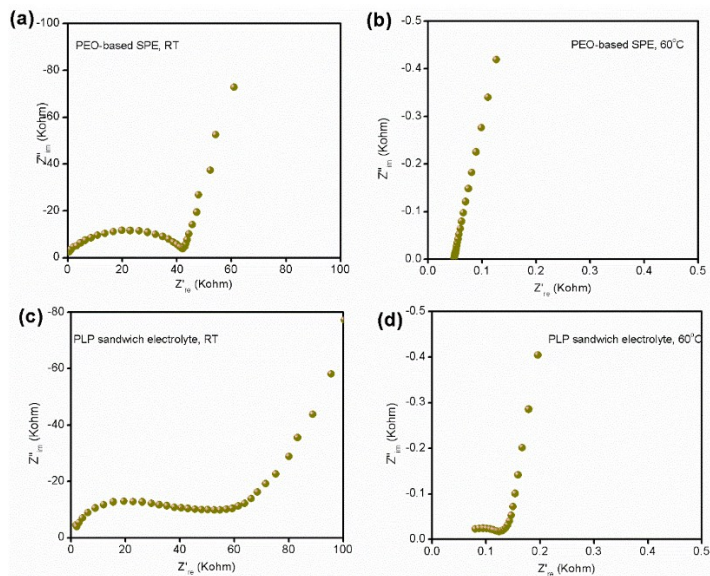 (a)
PEO-based SPE, RT
-100
-80
-60
-40
-20
0
Z"im (Kohm)
0 20 40 60 80 100
Z're (Kohm)
(b)
PEO-based SPE, 60°C
-0.5
-0.4
-0.3
-0.2
-0.1
0.0
Z"im (Kohm)
0.0 0.1 0.2 0.3 0.4 0.5
Z're (Kohm)
(c)
PLP sandwich electrolyte, RT
-80
-60
-40
-20
0
Z"im (Kohm)
0 20 40 60 80 100
Z're (Kohm)
(d)
PLP sandwich electrolyte, 60°C
-0.5
-0.4
-0.3
-0.2
-0.1
0.0
Z"im (Kohm)
0.0 0.1 0.2 0.3 0.4 0.5
Z're (Kohm)